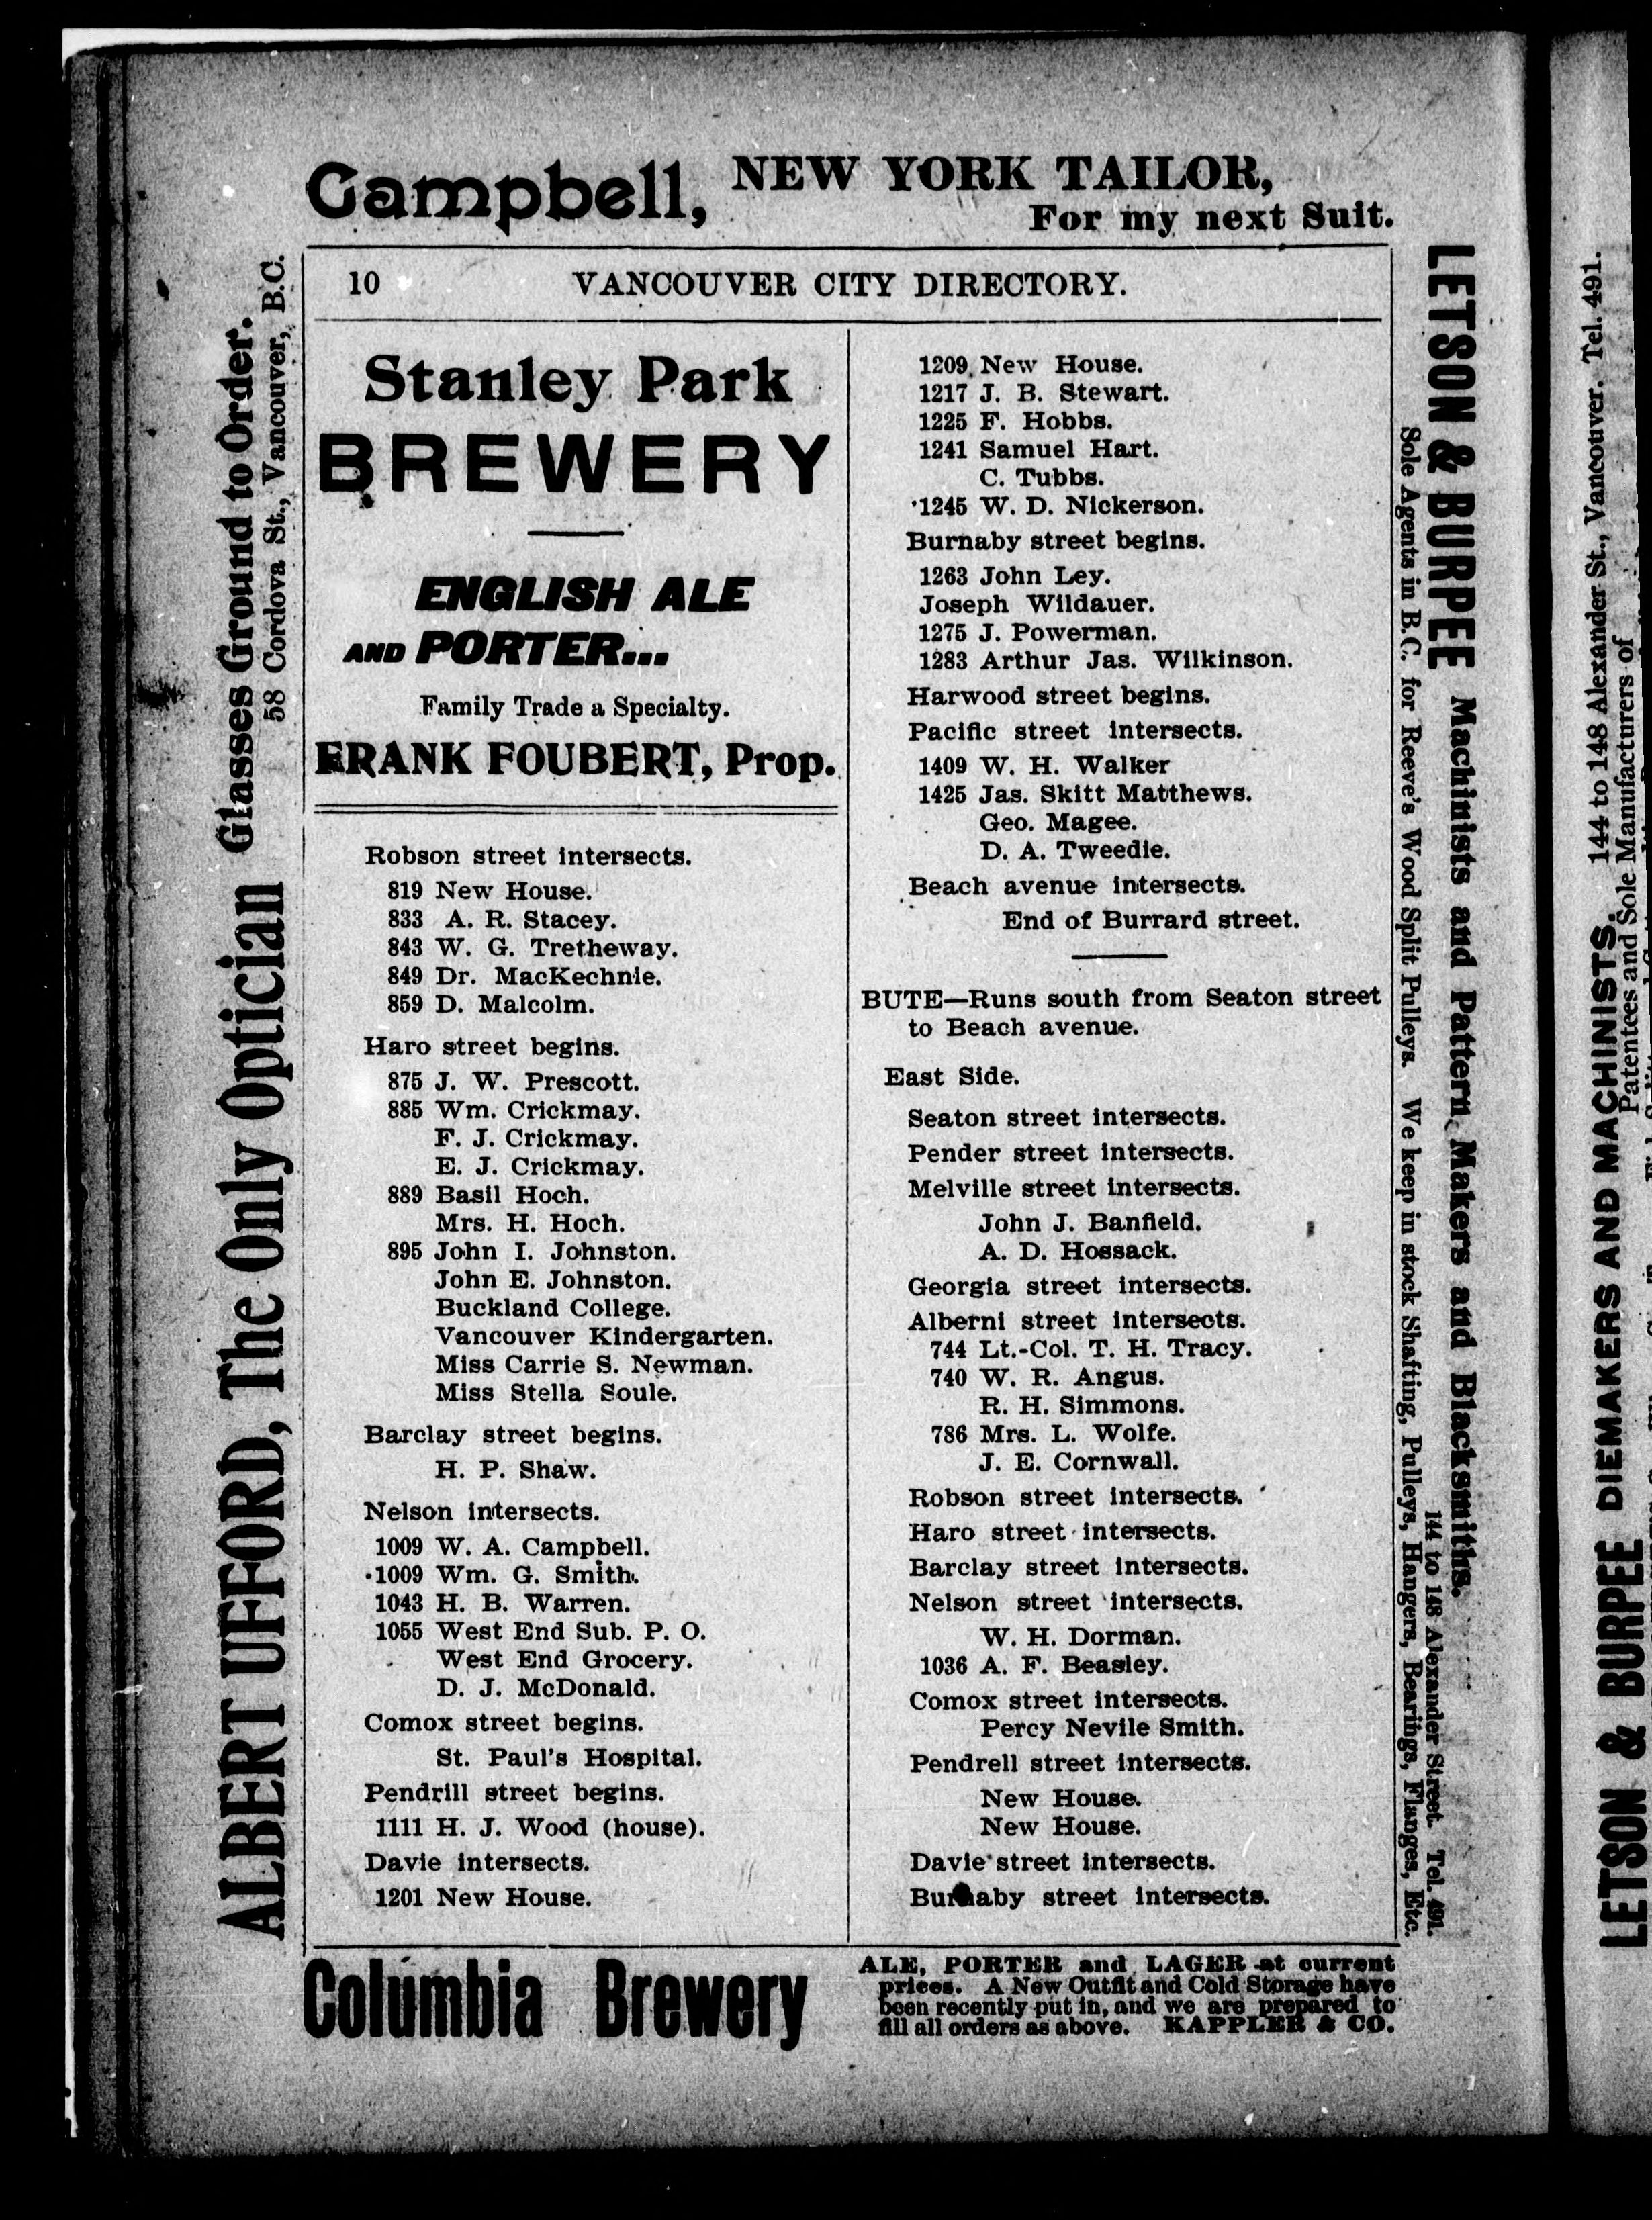 Campbell, NEW YORK TAILOR,
For my next Suit.
10 VANCOUVER CITY DIRECTORY.
Stanley Park
BREWERY
ENGLISH ALE
AND PORTER...
Family Trade a Specialty.
FRANK FOUBERT, Prop.
Robson street intersects.
819 New House.
833 A. R. Stacey.
843 W. G. Tretheway.
849 Dr. MacKechnie.
859 D. Malcolm.
Haro street begins.
875 J. W. Prescott.
885 Wm. Crickmay.
F. J. Crickmay.
E. J. Crickmay.
889 Basil Hoch.
Mrs. H. Hoch.
895 John I. Johnston.
John E. Johnston.
Buckland College.
Vancouver Kindergarten.
Miss Carrie S. Newman.
Miss Stella Soule.
Barclay street begins.
H. P. Shaw.
Nelson intersects.
1009 W. A. Campbell.
1009 Wm. G. Smith.
1043 H. B. Warren.
1055 West End Sub. P. O.
West End Grocery.
D. J. McDonald.
Comox street begins.
St. Paul's Hospital.
Pendrill street begins.
1111 H. J. Wood (house).
Davie intersects.
1201 New House.
1209 New House.
1217 J. B. Stewart.
1225 F. Hobbs.
1241 Samuel Hart.
C. Tubbs.
1245 W. D. Nickerson.
Burnaby street begins.
1263 John Ley.
Joseph Wildauer.
1275 J. Powerman.
1283 Arthur Jas. Wilkinson.
Harwood street begins.
Pacific street intersects.
1409 W. H. Walker
1425 Jas. Skitt Matthews.
Geo. Magee.
D. A. Tweedie.
Beach avenue intersects.
End of Burrard street.
BUTE—Runs south from Seaton street
to Beach avenue.
East Side.
Seaton street intersects.
Pender street intersects.
Melville street intersects.
John J. Banfield.
A. D. Hossack.
Georgia street intersects.
Alberni street intersects.
744 Lt.-Col. T. H. Tracy.
740 W. R. Angus.
R. H. Simmons.
786 Mrs. L. Wolfe.
J. E. Cornwall.
Robson street intersects.
Haro street intersects.
Barclay street intersects.
Nelson street intersects.
W. H. Dorman.
1036 A. F. Beasley.
Comox street intersects.
Percy Nevile Smith.
Pendrell street intersects.
New House.
New House.
Davie street intersects.
Burnaby street intersects.
Columbia Brewery
ALE, PORTER and LAGER at current
prices. A New Outfit and Cold Storage have
been recently put in, and we are prepared to
fill all orders as above. KAPPLER & CO.
ALBERT UFFORD, The Only Optician Glasses Ground to Order.
58 Cordova St., Vancouver, B.C.
LETSON & BURPEE Machinists and Pattern Makers and Blacksmiths.
144 to 148 Alexander Street. Tel. 491.
Sole Agents in B.C. for Reeve's Wood Split Pulleys. We keep in stock Shafting, Pulleys, Hangers, Bearings, Flanges, Etc.
LETSON & BURPEE DIEMAKERS AND MACHINISTS. 144 to 148 Alexander St., Vancouver. Tel. 491.
Patentees and Sole Manufacturers of